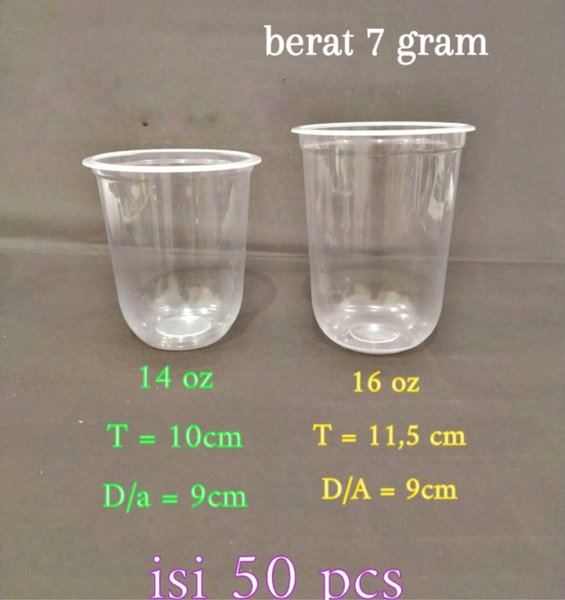 berat 7 gram
14 oz
T = 10cm
D/a = 9cm
16 oz
T = 11,5 cm
D/A = 9cm
isi 50 pcs